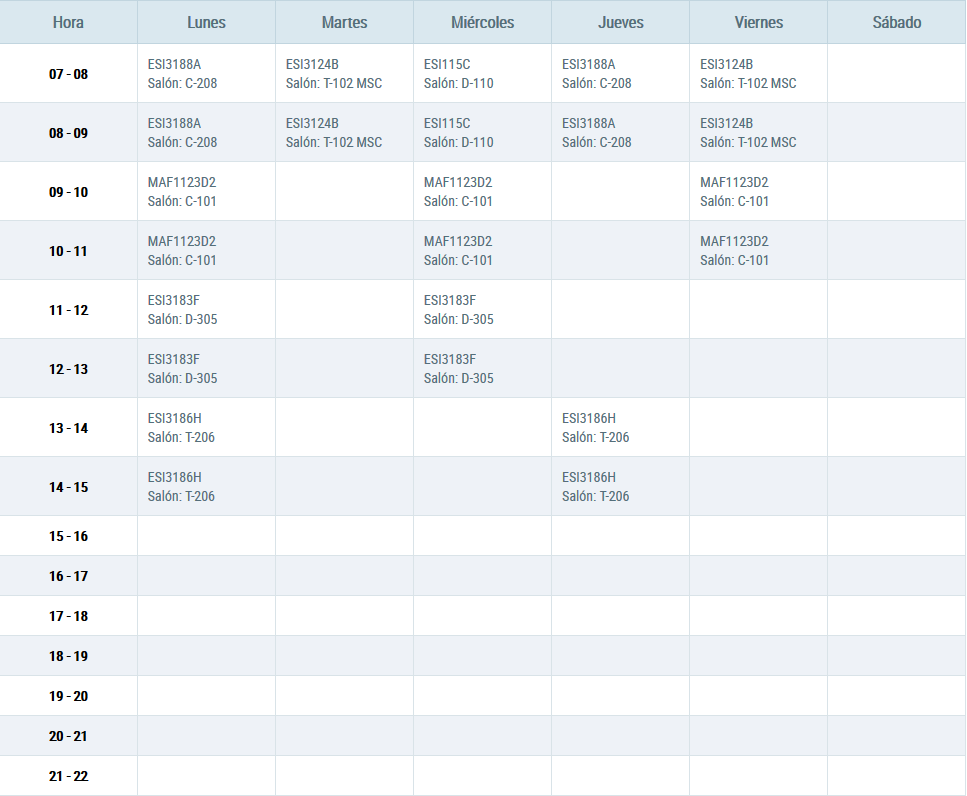 Hora Lunes Martes Miércoles Jueves Viernes Sábado
07 - 08
ESI3188A ESI3124B ESI115C ESI3188A ESI3124B
Salón: C-208 Salón: T-102 MSC Salón: D-110 Salón: C-208 Salón: T-102 MSC
08 - 09
ESI3188A ESI3124B ESI115C ESI3188A ESI3124B
Salón: C-208 Salón: T-102 MSC Salón: D-110 Salón: C-208 Salón: T-102 MSC
09 - 10
MAF1123D2 MAF1123D2 MAF1123D2
Salón: C-101 Salón: C-101 Salón: C-101
10 - 11
MAF1123D2 MAF1123D2 MAF1123D2
Salón: C-101 Salón: C-101 Salón: C-101
11 - 12
ESI3183F ESI3183F
Salón: D-305 Salón: D-305
12 - 13
ESI3183F ESI3183F
Salón: D-305 Salón: D-305
13 - 14
ESI3186H ESI3186H
Salón: T-206 Salón: T-206
14 - 15
ESI3186H ESI3186H
Salón: T-206 Salón: T-206
15 - 16
16 - 17
17 - 18
18 - 19
19 - 20
20 - 21
21 - 22